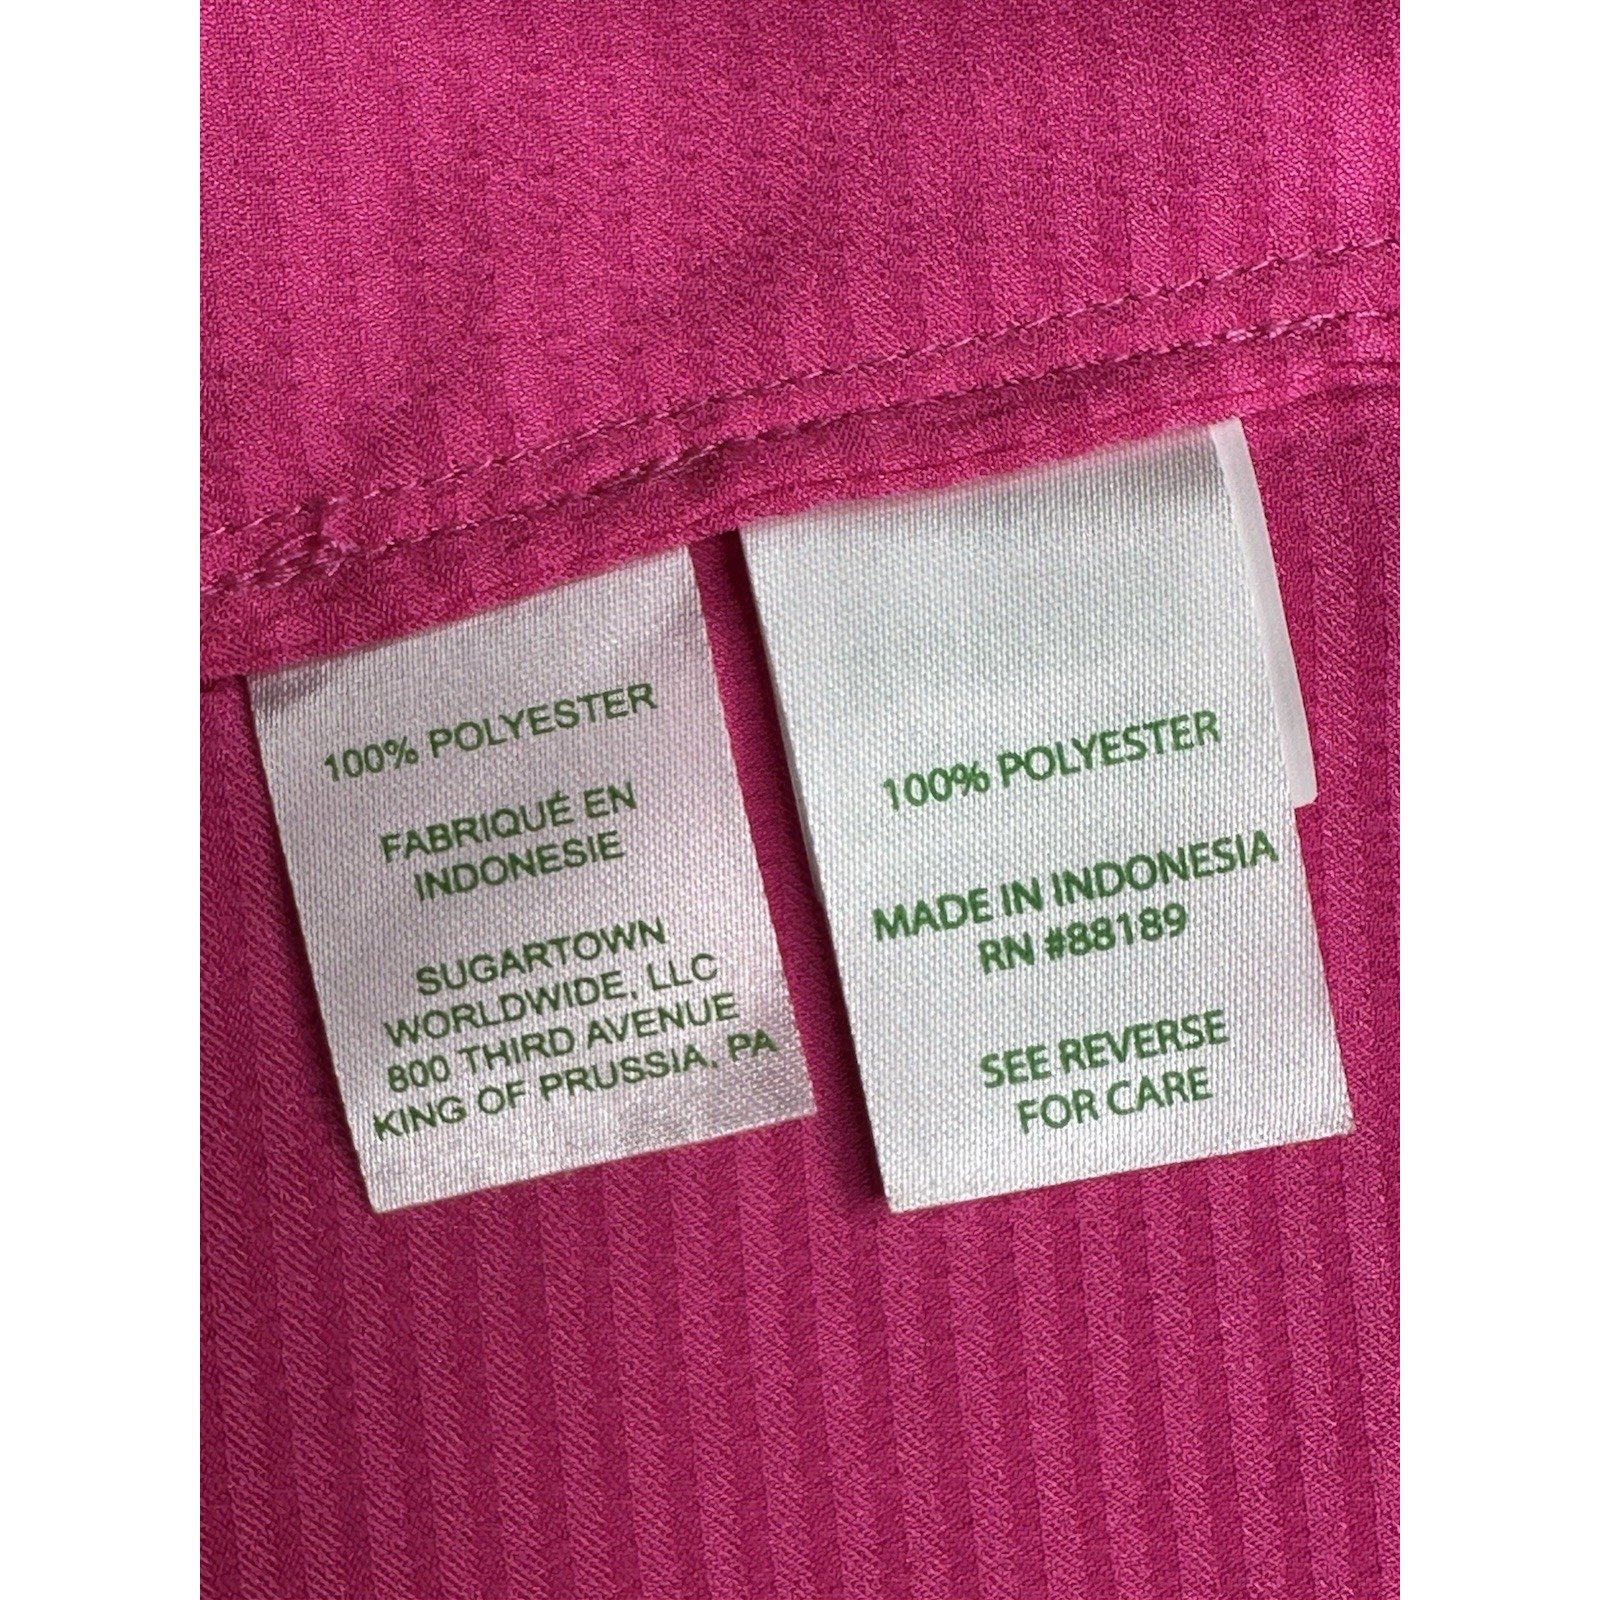 100% POLYESTER
FABRIQUÉ EN
INDONESIE
SUGARTOWN
WORLDWIDE, LLC
800 THIRD AVENUE
KING OF PRUSSIA, PA
100% POLYESTER
MADE IN INDONESIA
RN #88189
SEE REVERSE
FOR CARE